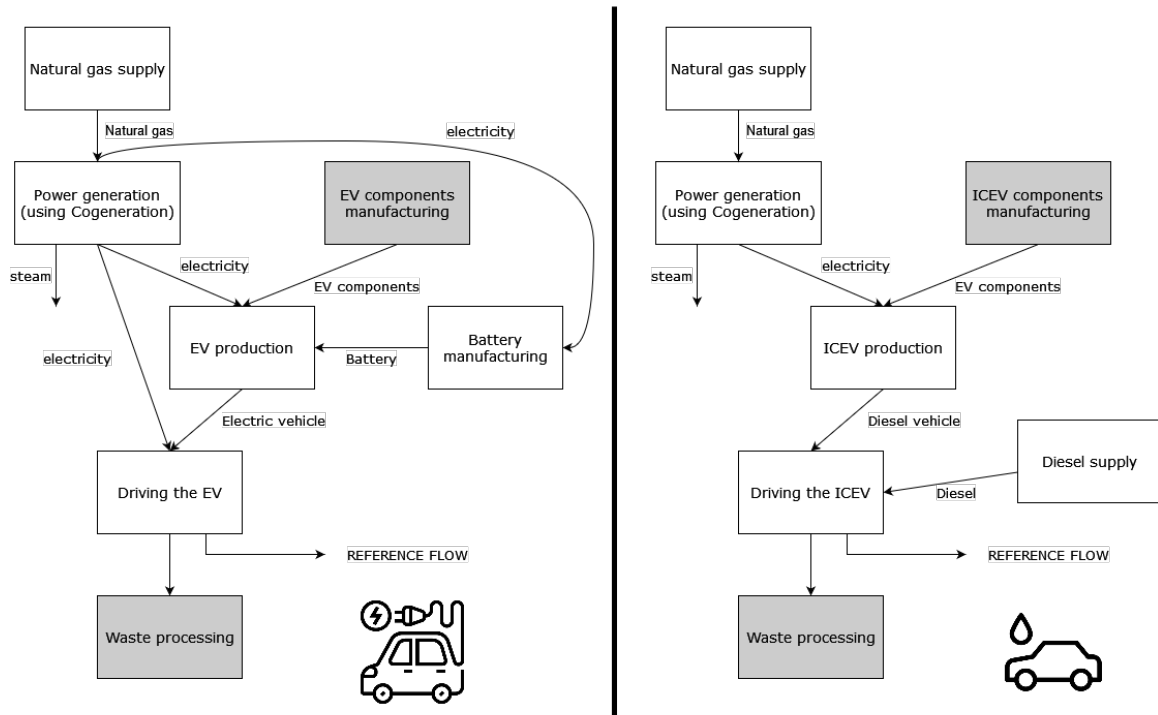 Natural gas supply
Natural gas
electricity
Power generation
(using Cogeneration)
EV components
manufacturing
steam
electricity
EV components
electricity
EV production
Battery
Battery
manufacturing
Electric vehicle
Driving the EV
REFERENCE FLOW
Waste processing
Natural gas supply
Natural gas
Power generation
(using Cogeneration)
ICEV components
manufacturing
steam
electricity
EV components
ICEV production
Diesel vehicle
Diesel supply
Driving the ICEV
Diesel
REFERENCE FLOW
Waste processing